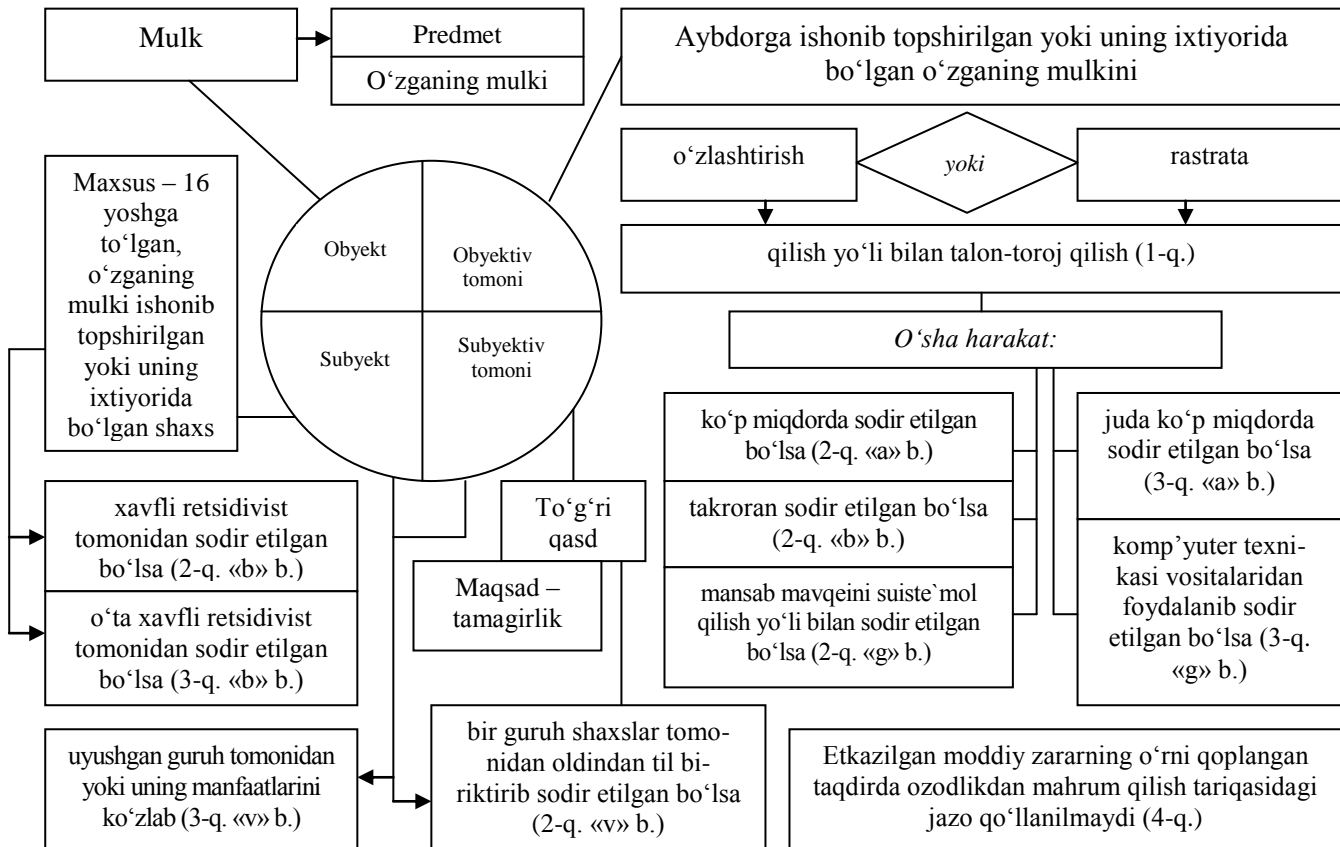 Mulk
Predmet
O‘zganing mulki
Aybdorga ishonib topshirilgan yoki uning ixtiyorida
bo‘lgan o‘zganing mulkini
o‘zlashtirish
yoki
rastrata
qilish yo‘li bilan talon-toroj qilish (1-q.)
O‘sha harakat:
Maxsus – 16
yoshga
to‘lgan,
o‘zganing
mulki ishonib
topshirilgan
yoki uning
ixtiyorida
bo‘lgan shaxs
Obyekt
Obyektiv
tomoni
Subyekt
Subyektiv
tomoni
ko‘p miqdorda sodir etilgan
bo‘lsa (2-q. «a» b.)
takroran sodir etilgan bo‘lsa
(2-q. «b» b.)
mansab mavqeini suiste`mol
qilish yo‘li bilan sodir etilgan
bo‘lsa (2-q. «g» b.)
juda ko‘p miqdorda
sodir etilgan bo‘lsa
(3-q. «a» b.)
komp’yuter texni-
kasi vositalaridan
foydalanib sodir
etilgan bo‘lsa (3-q.
«g» b.)
xavfli retsidivist
tomonidan sodir etilgan
bo‘lsa (2-q. «b» b.)
o‘ta xavfli retsidivist
tomonidan sodir etilgan
bo‘lsa (3-q. «b» b.)
To‘g‘ri
qasd
Maqsad –
tamagirlik
uyushgan guruh tomonidan
yoki uning manfaatlarini
ko‘zlab (3-q. «v» b.)
bir guruh shaxslar tomo-
nidan oldindan til bi-
riktirib sodir etilgan bo‘lsa
(2-q. «v» b.)
Etkazilgan moddiy zararning o‘rni qoplangan
taqdirda ozodlikdan mahrum qilish tariqasidagi
jazo qo‘llanilmaydi (4-q.)